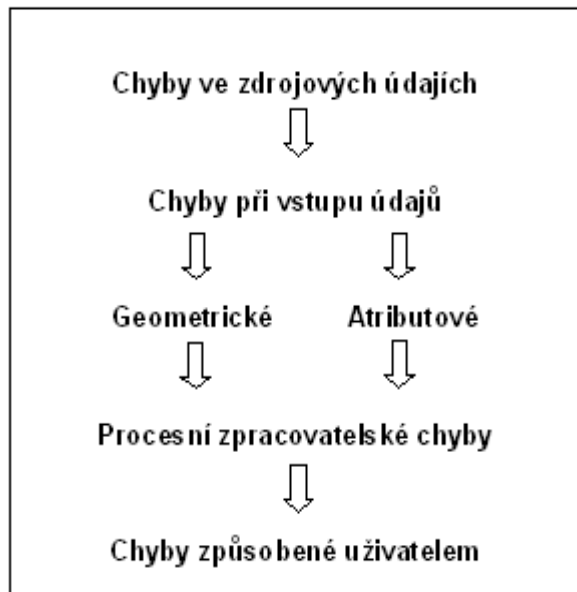 Chyby ve zdrojových údajích
Chyby při vstupu údajů
Geometrické Atributové
Procesní zpracovatelské chyby
Chyby způsobené uživatelem